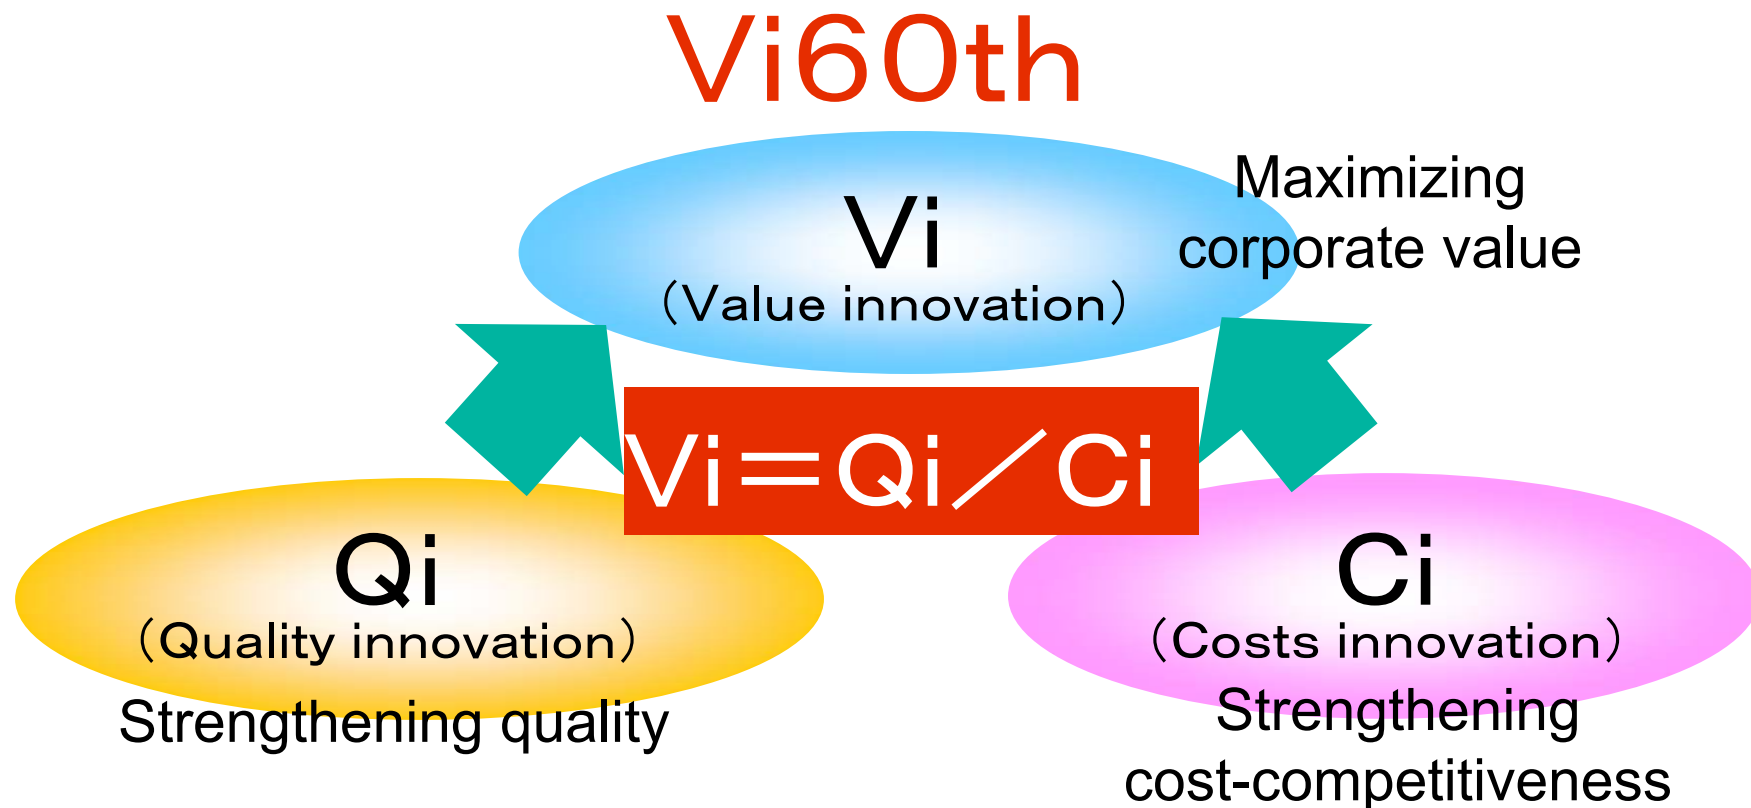 Vi60th
Maximizing
corporate value
Vi
（Value innovation）
Vi＝Qi／Ci
Qi
（Quality innovation）
Strengthening quality
Ci
（Costs innovation）
Strengthening
cost-competitiveness